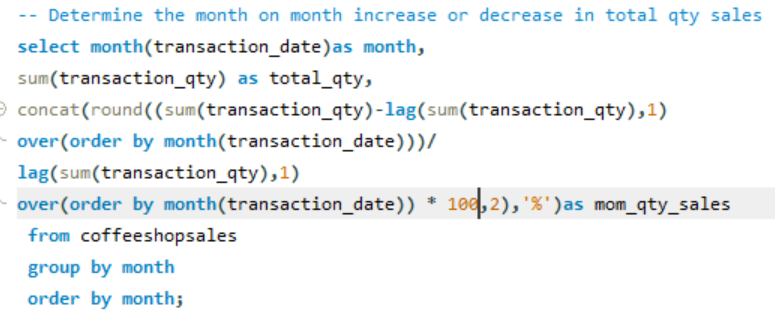 -- Determine the month on month increase or decrease in total qty sales
select month(transaction_date)as month,
sum(transaction_qty) as total_qty,
concat(round((sum(transaction_qty)-lag(sum(transaction_qty),1)
over(order by month(transaction_date)))/
lag(sum(transaction_qty),1)
over(order by month(transaction_date)) * 100,2),'%')as mom_qty_sales
from coffeeshopsales
group by month
order by month;